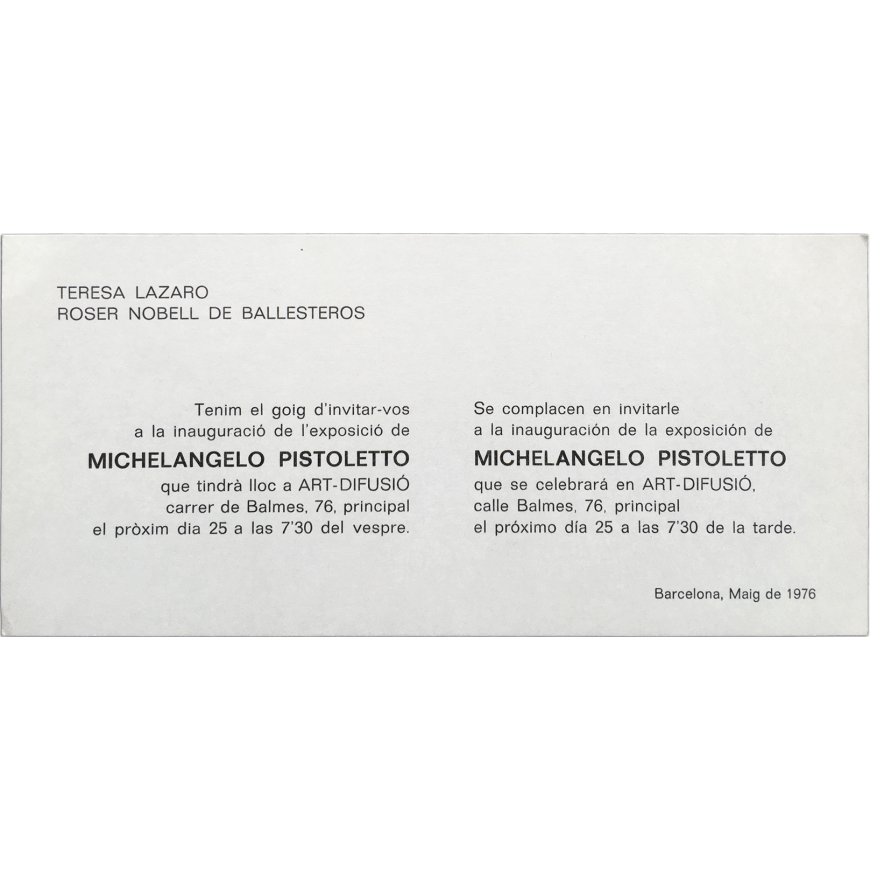 TERESA LAZARO
ROSER NOBELL DE BALLESTEROS
Tenim el goig d'invitar-vos
a la inauguració de l'exposició de
MICHELANGELO PISTOLETTO
que tindrà lloc a ART-DIFUSIÓ
carrer de Balmes, 76, principal
el pròxim dia 25 a las 7'30 del vespre.
Se complacen en invitarle
a la inauguración de la exposición de
MICHELANGELO PISTOLETTO
que se celebrará en ART-DIFUSIÓ,
calle Balmes, 76, principal
el próximo día 25 a las 7'30 de la tarde.
Barcelona, Maig de 1976